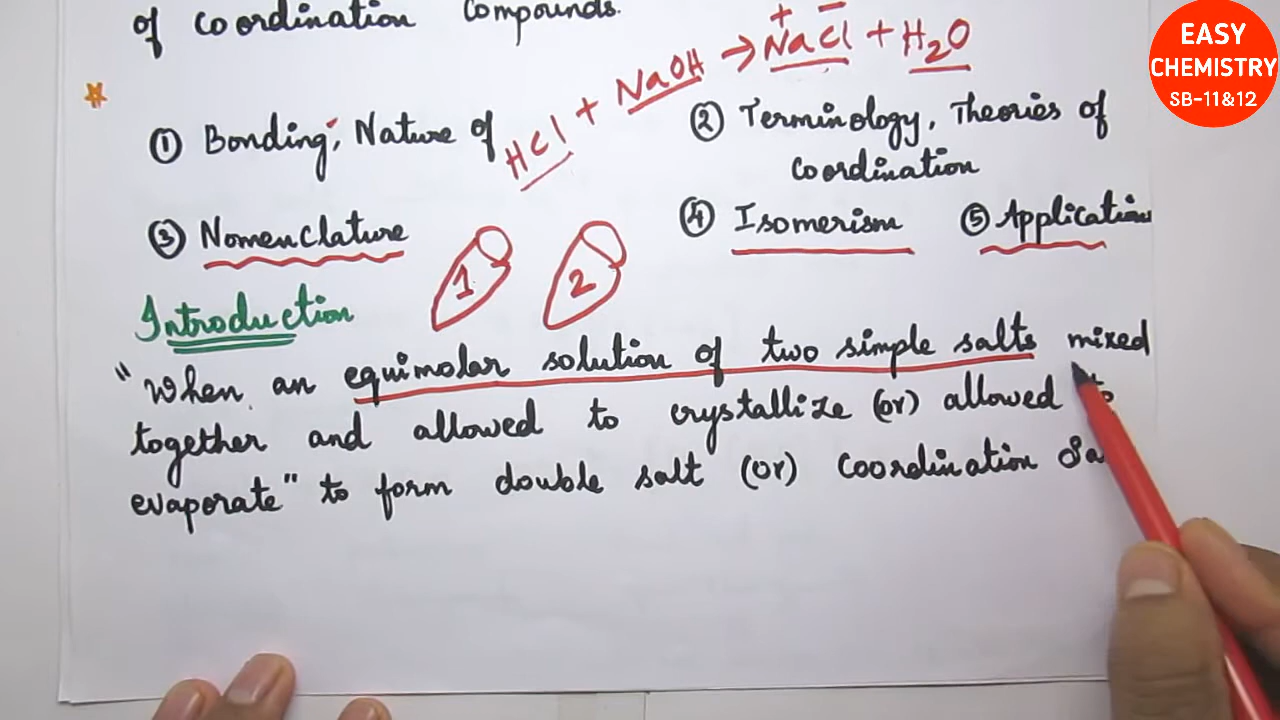 of coordination compounds.
HCl + NaOH → NaCl + H2O
+ −
① Bonding, Nature of
② Terminology, Theories of
coordination
③ Nomenclature
④ Isomerism ⑤ Application
1 2
Introduction
"When an equimolar solution of two simple salts mixed
together and allowed to crystallize (or) allowed
evaporate" to form double salt (or) coordination
EASY
CHEMISTRY
SB-11&12